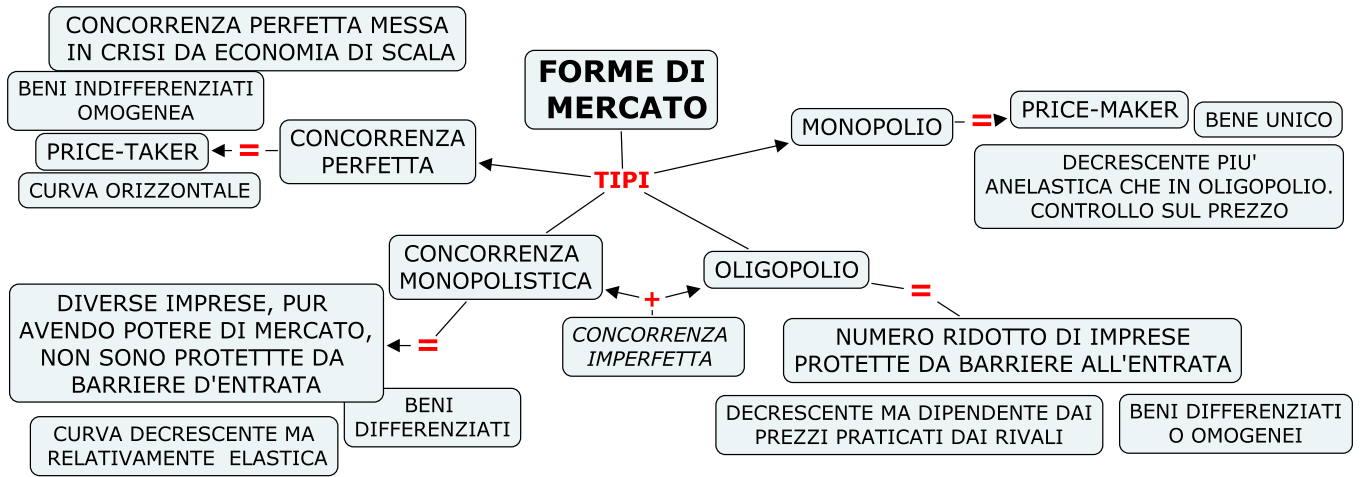 CONCORRENZA PERFETTA MESSA
IN CRISI DA ECONOMIA DI SCALA
BENI INDIFFERENZIATI
OMOGENEA
PRICE-TAKER
=
CURVA ORIZZONTALE
CONCORRENZA
PERFETTA
FORME DI
MERCATO
TIPI
MONOPOLIO
=
PRICE-MAKER
BENE UNICO
DECRESCENTE PIU'
ANELASTICA CHE IN OLIGOPOLIO.
CONTROLLO SUL PREZZO
CONCORRENZA
MONOPOLISTICA
OLIGOPOLIO
=
+
CONCORRENZA
IMPERFETTA
DIVERSE IMPRESE, PUR
AVENDO POTERE DI MERCATO,
NON SONO PROTETTTE DA
BARRIERE D'ENTRATA
=
NUMERO RIDOTTO DI IMPRESE
PROTETTE DA BARRIERE ALL'ENTRATA
BENI
DIFFERENZIATI
CURVA DECRESCENTE MA
RELATIVAMENTE ELASTICA
DECRESCENTE MA DIPENDENTE DAI
PREZZI PRATICATI DAI RIVALI
BENI DIFFERENZIATI
O OMOGENEI